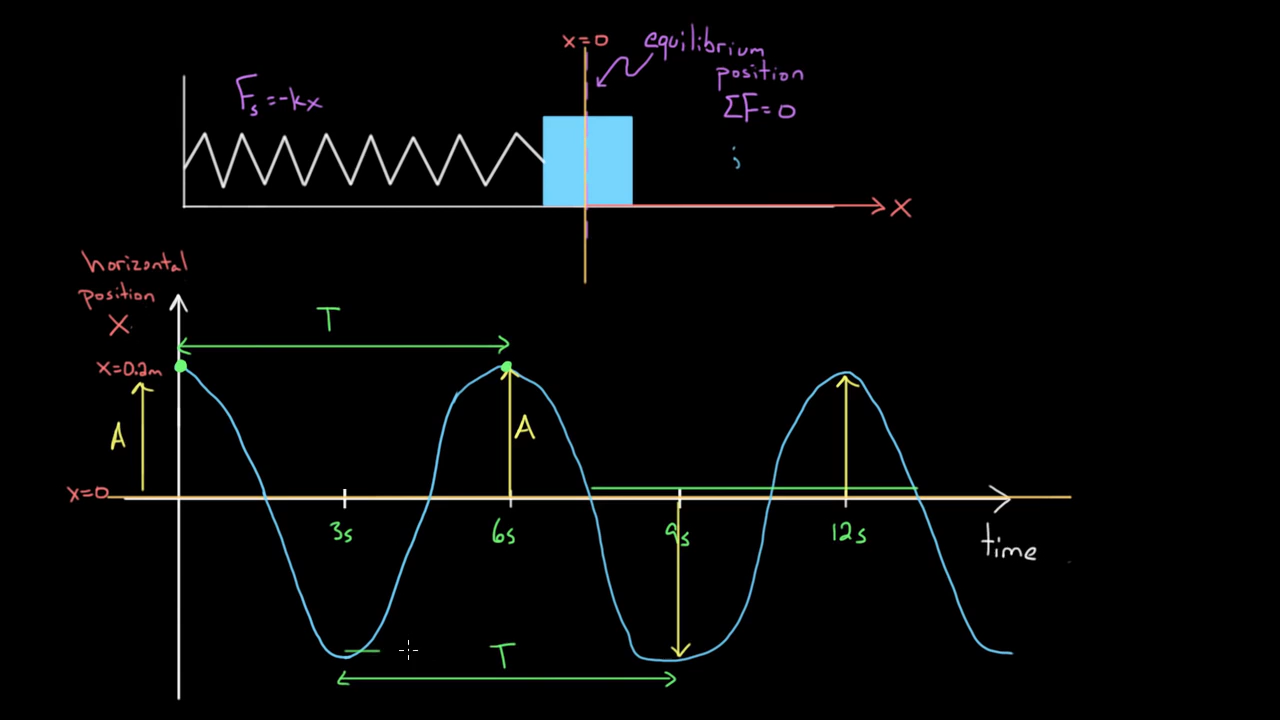 x=0
equilibrium
position
ΣF=0
Fs=-kx
X
horizontal
position
X
T
x=0.2m
A
A
x=0
3s
6s
9s
12s
time
T